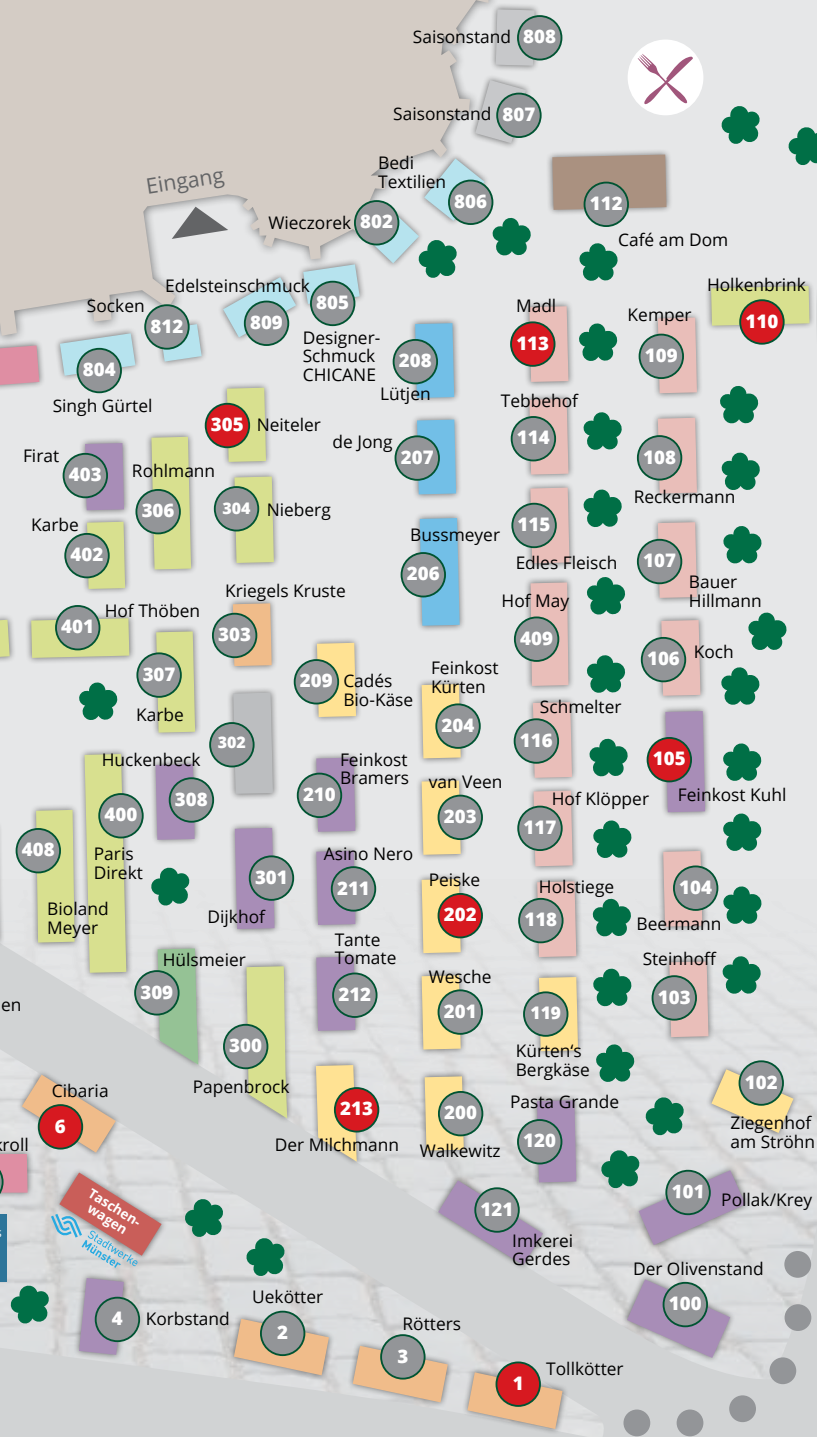 Saisonstand
808
Saisonstand
807
Bedi
Textilien
806
Eingang
Wieczorek
802
112
Café am Dom
Edelsteinschmuck
809
805
Designer-
Schmuck
CHICANE
Socken
812
804
Singh Gürtel
Holkenbrink
110
Madl
113
Kemper
109
208
Lütjen
305
Neiteler
Tebbehof
114
de Jong
207
108
Reckermann
Firat
403
Rohlmann
306
304
Nieberg
Karbe
402
Bussmeyer
206
115
Edles Fleisch
107
Bauer
Hillmann
Kriegels Kruste
303
Hof Thöben
401
Hof May
409
106
Koch
307
Karbe
209
Cadés
Bio-Käse
Feinkost
Kürten
204
Schmelter
116
302
105
Feinkost Kuhl
Huckenbeck
308
Feinkost
Bramers
210
van Veen
203
Hof Klöpper
117
400
Paris
Direkt
408
Bioland
Meyer
301
Dijkhof
Asino Nero
211
Peiske
202
Holstiege
118
104
Beermann
Hülsmeier
309
Tante
Tomate
212
Wesche
201
119
Kürten‘s
Bergkäse
Steinhoff
103
en
300
Papenbrock
213
Der Milchmann
200
Walkewitz
Pasta Grande
120
102
Ziegenhof
am Ströhn
Cibaria
6
kroll
Taschen-
wagen
Stadtwerke
Münster
s
121
Imkerei
Gerdes
101
Pollak/Krey
Der Olivenstand
100
4
Korbstand
Uekötter
2
Rötters
3
1
Tollkötter